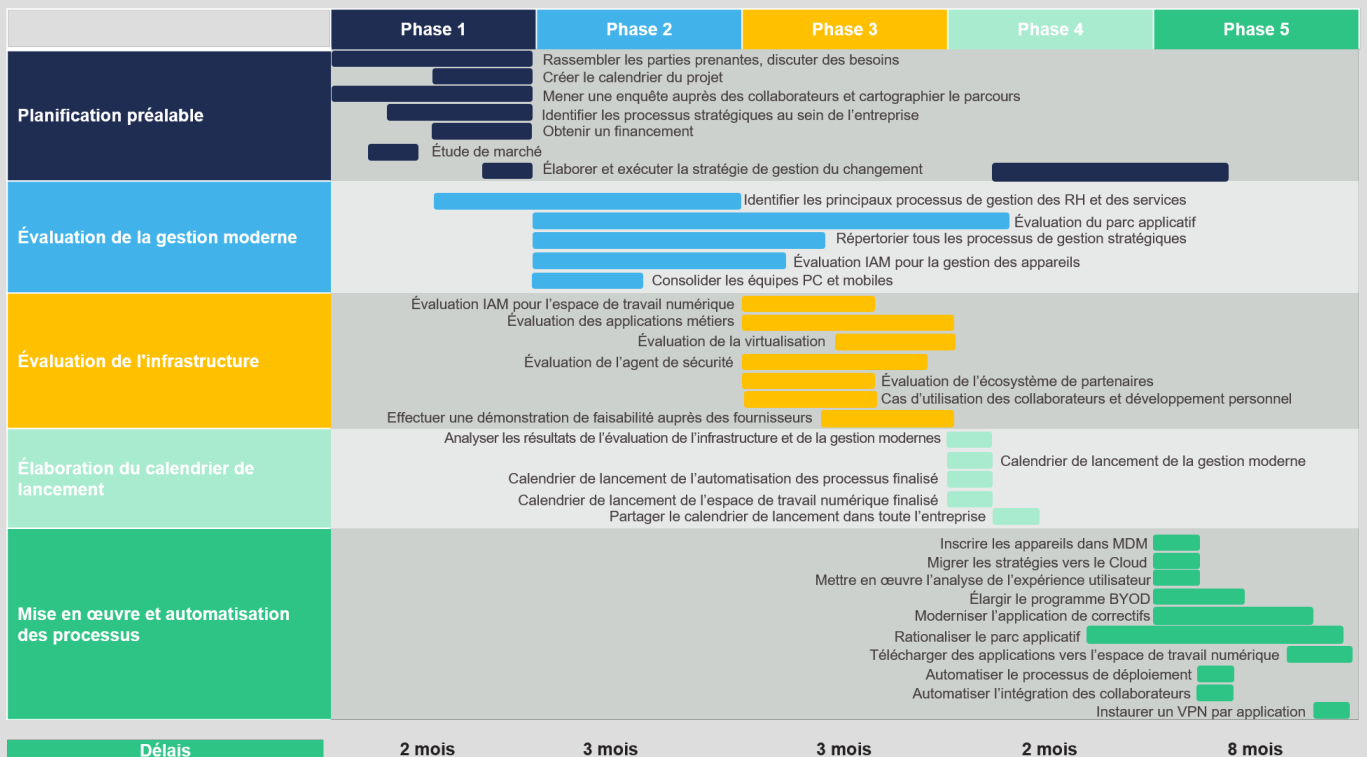 Phase 1
Phase 2
Phase 3
Phase 4
Phase 5
Planification préalable
Rassembler les parties prenantes, discuter des besoins
Créer le calendrier du projet
Mener une enquête auprès des collaborateurs et cartographier le parcours
Identifier les processus stratégiques au sein de l’entreprise
Obtenir un financement
Étude de marché
Élaborer et exécuter la stratégie de gestion du changement
Évaluation de la gestion moderne
Identifier les principaux processus de gestion des RH et des services
Évaluation du parc applicatif
Répertorier tous les processus de gestion stratégiques
Évaluation IAM pour la gestion des appareils
Consolider les équipes PC et mobiles
Évaluation de l'infrastructure
Évaluation IAM pour l’espace de travail numérique
Évaluation des applications métiers
Évaluation de la virtualisation
Évaluation de l’agent de sécurité
Évaluation de l’écosystème de partenaires
Cas d’utilisation des collaborateurs et développement personnel
Effectuer une démonstration de faisabilité auprès des fournisseurs
Élaboration du calendrier de
lancement
Analyser les résultats de l’évaluation de l’infrastructure et de la gestion modernes
Calendrier de lancement de la gestion moderne
Calendrier de lancement de l’automatisation des processus finalisé
Calendrier de lancement de l’espace de travail numérique finalisé
Partager le calendrier de lancement dans toute l’entreprise
Mise en œuvre et automatisation
des processus
Inscrire les appareils dans MDM
Migrer les stratégies vers le Cloud
Mettre en œuvre l’analyse de l’expérience utilisateur
Élargir le programme BYOD
Moderniser l’application de correctifs
Rationaliser le parc applicatif
Télécharger des applications vers l’espace de travail numérique
Automatiser le processus de déploiement
Automatiser l’intégration des collaborateurs
Instaurer un VPN par application
Délais
2 mois
3 mois
3 mois
2 mois
8 mois